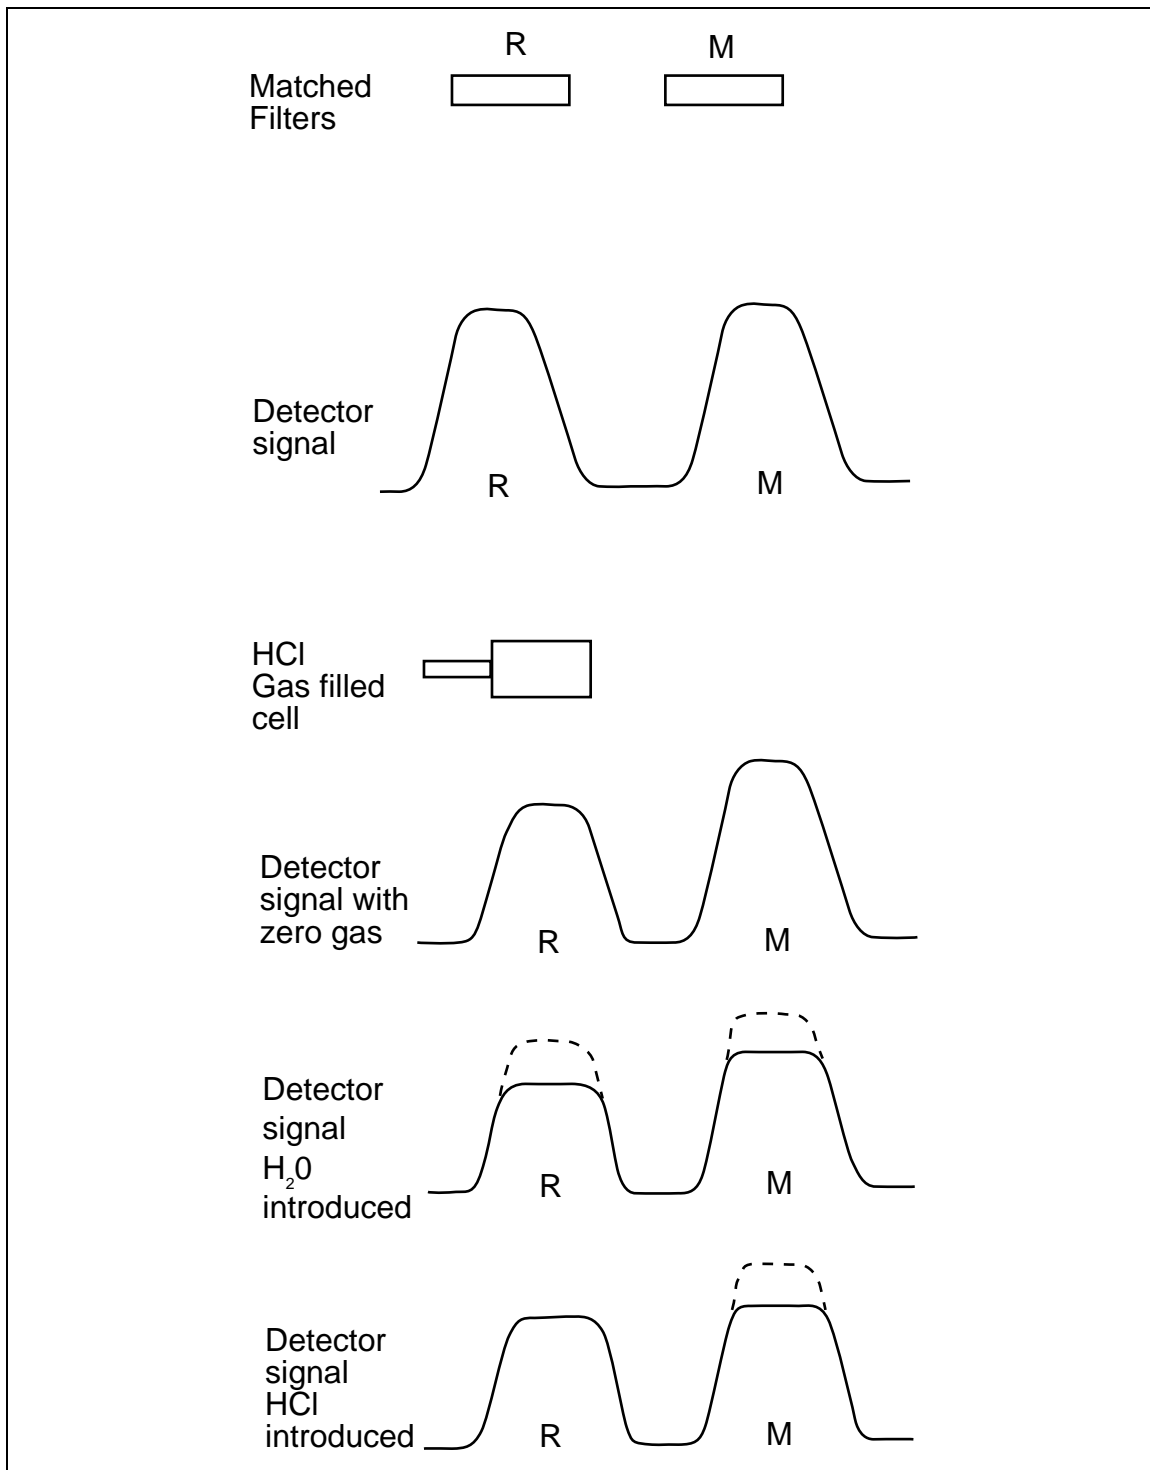 R M
Matched
Filters
Detector
signal
R M
HCl
Gas filled
cell
Detector
signal with
zero gas
R M
Detector
signal
H₂0
introduced
R M
Detector
signal
HCl
introduced
R M